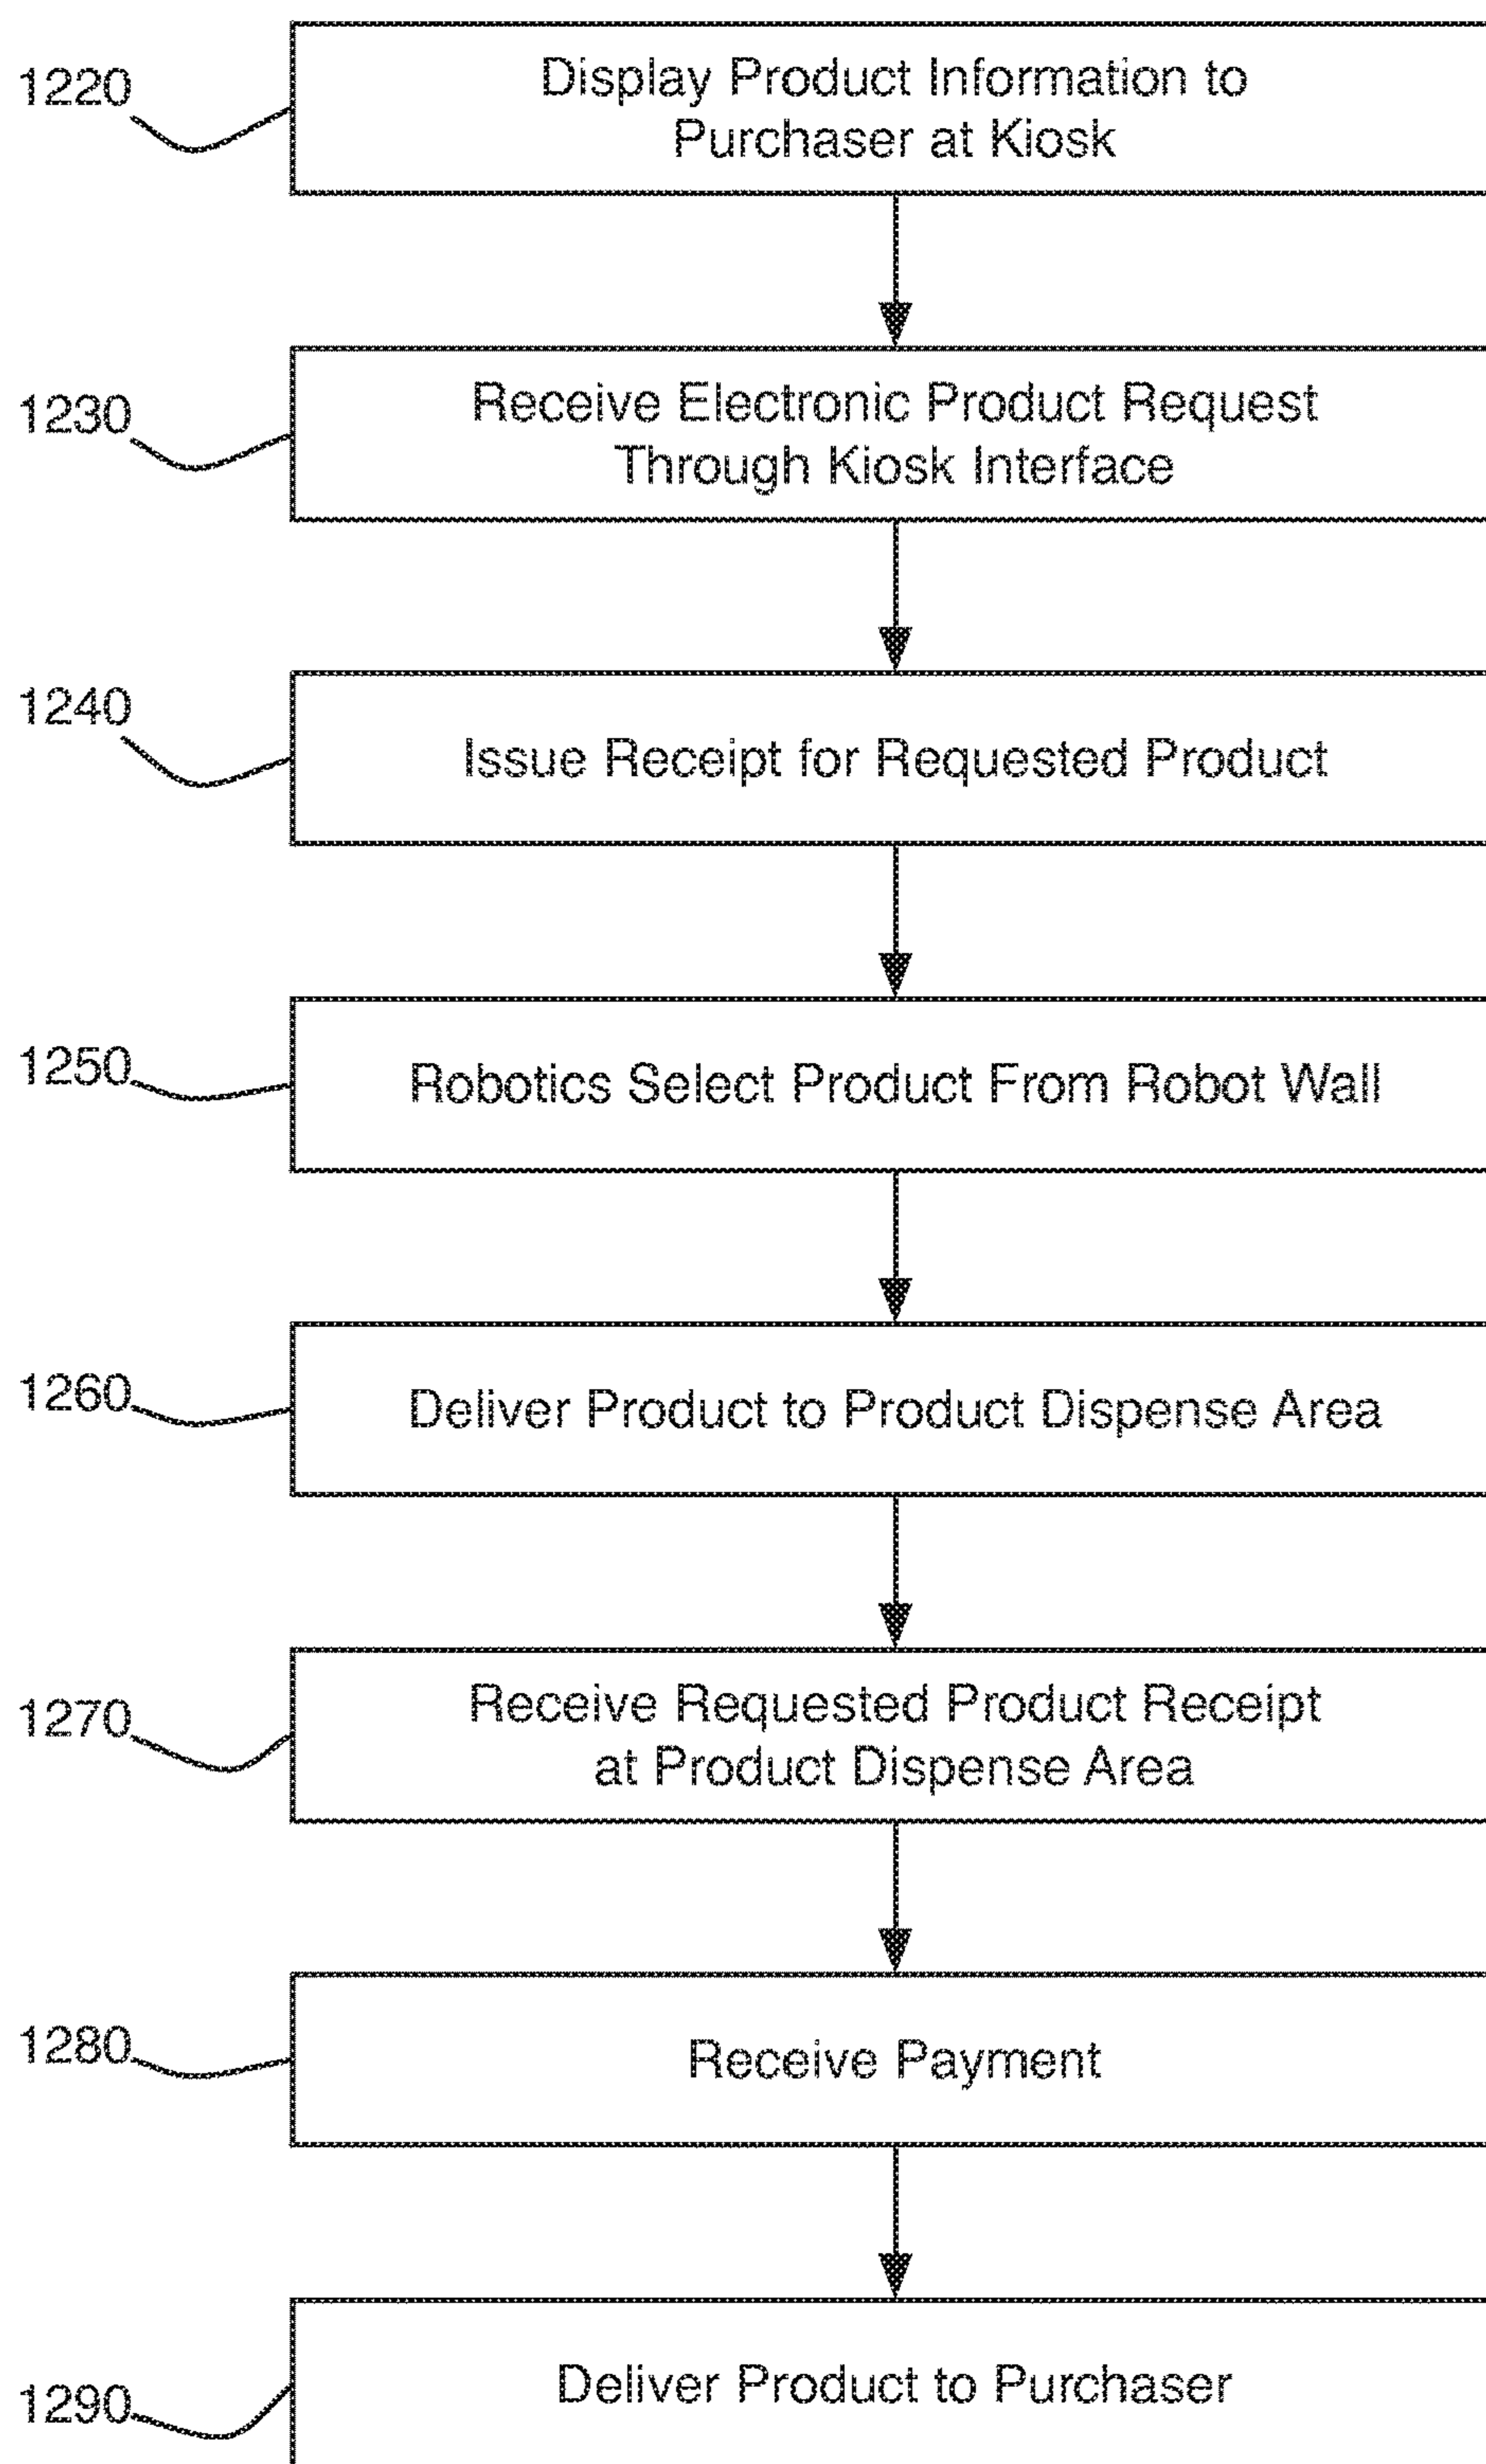 1220
Display Product Information to
Purchaser at Kiosk
1230
Receive Electronic Product Request
Through Kiosk Interface
1240
Issue Receipt for Requested Product
1250
Robotics Select Product From Robot Wall
1260
Deliver Product to Product Dispense Area
1270
Receive Requested Product Receipt
at Product Dispense Area
1280
Receive Payment
1290
Deliver Product to Purchaser